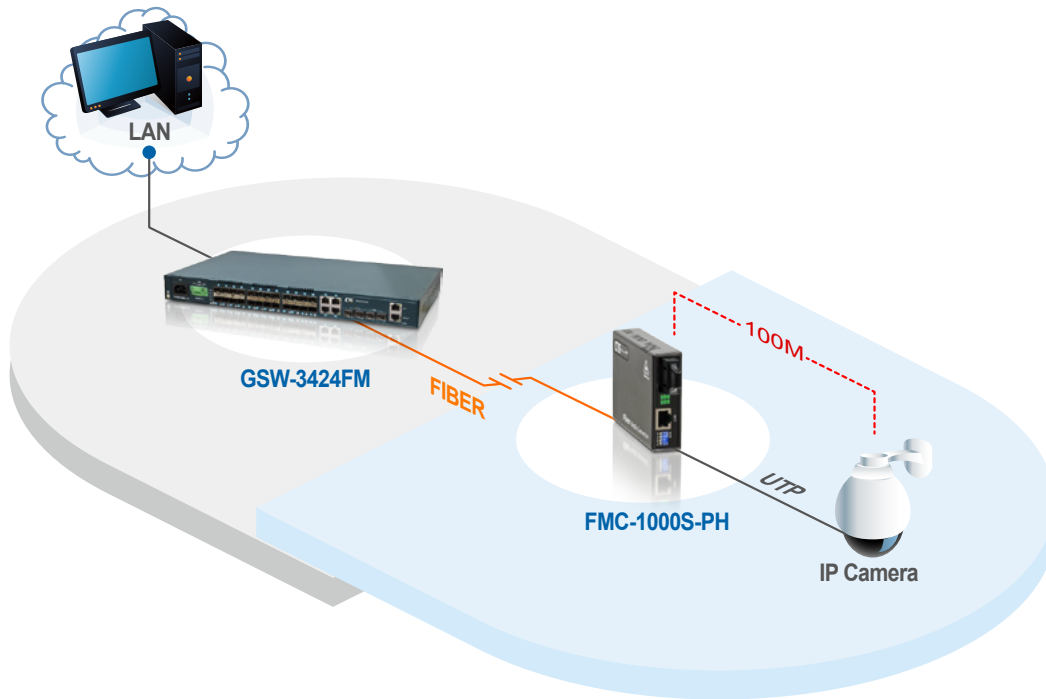 LAN
GSW-3424FM
FIBER
100M
FMC-1000S-PH
UTP
IP Camera